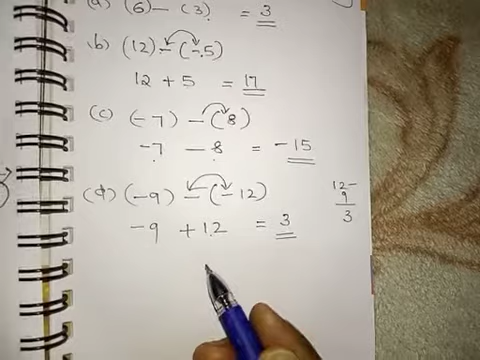 (a) (6) - (3) = 3
b) (12) - (-5)
12 + 5 = 17
(c) (-7) - (8)
-7 - 8 = -15
(d) (-9) - (-12)
-9 + 12 = 3
12-
9
3